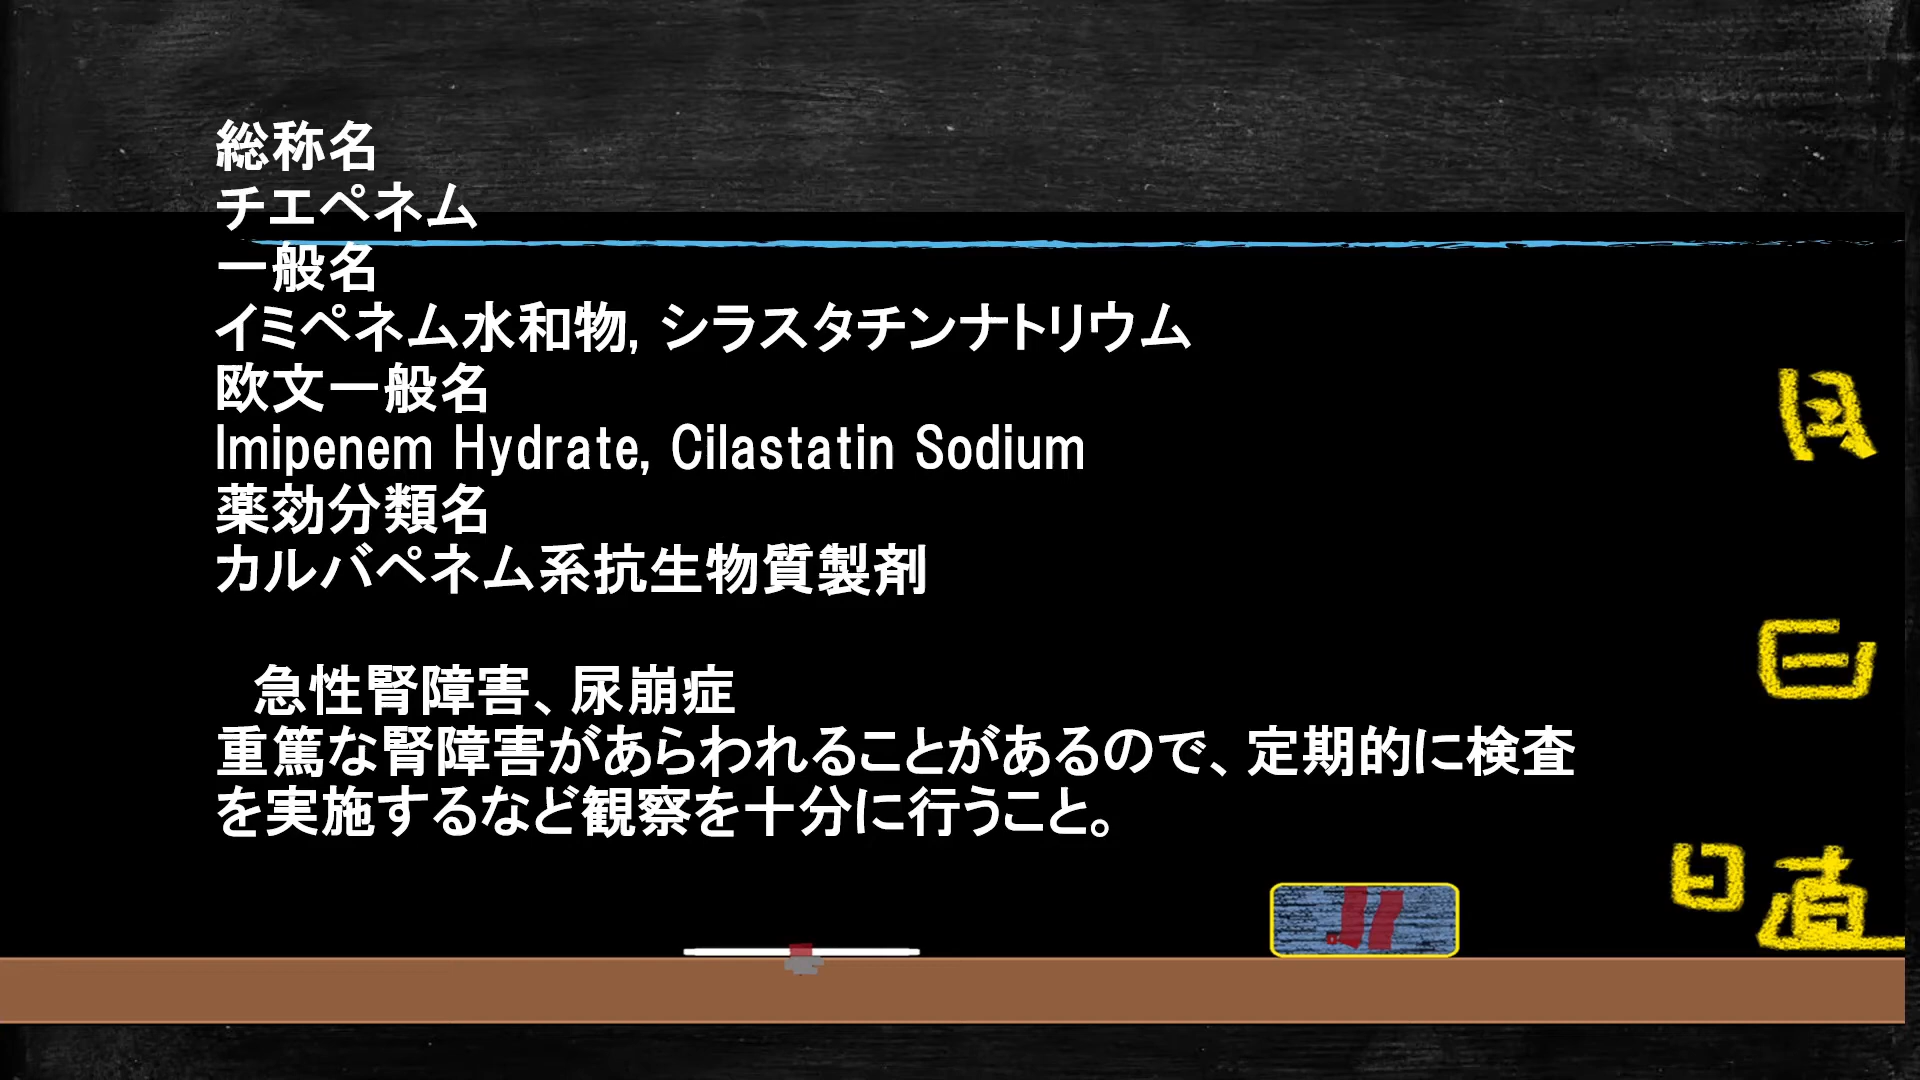 総称名
チエペネム
一般名
イミペネム水和物, シラスタチンナトリウム
欧文一般名
Imipenem Hydrate, Cilastatin Sodium
薬効分類名
カルバペネム系抗生物質製剤
急性腎障害、尿崩症
重篤な腎障害があらわれることがあるので、定期的に検査
を実施するなど観察を十分に行うこと。
日直